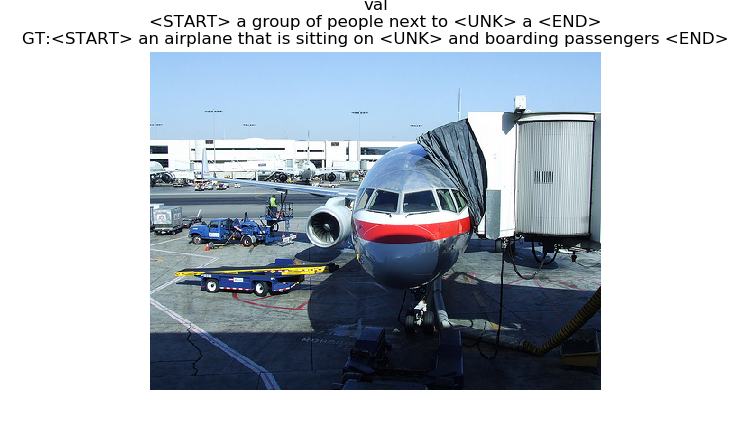 val
<START> a group of people next to <UNK> a <END>
GT:<START> an airplane that is sitting on <UNK> and boarding passengers <END>